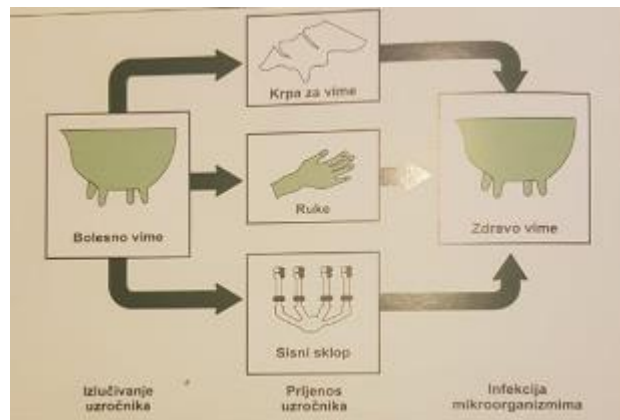 Krpa za vime
Bolesno vime
Ruke
Zdravo vime
Sisni sklop
Izlučivanje
uzročnika
Prijenos
uzročnika
Infekcija
mikroorganizmima